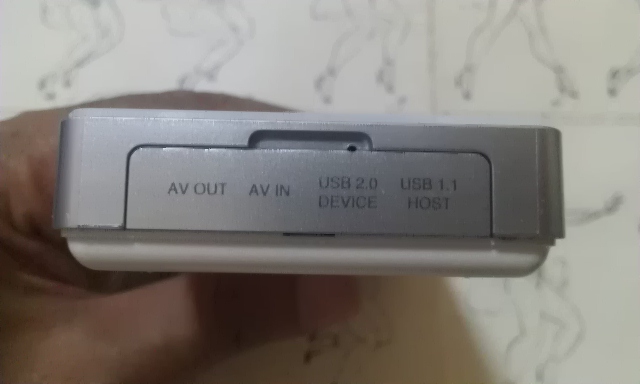 AV OUT AV IN USB 2.0 DEVICE USB 1.1 HOST